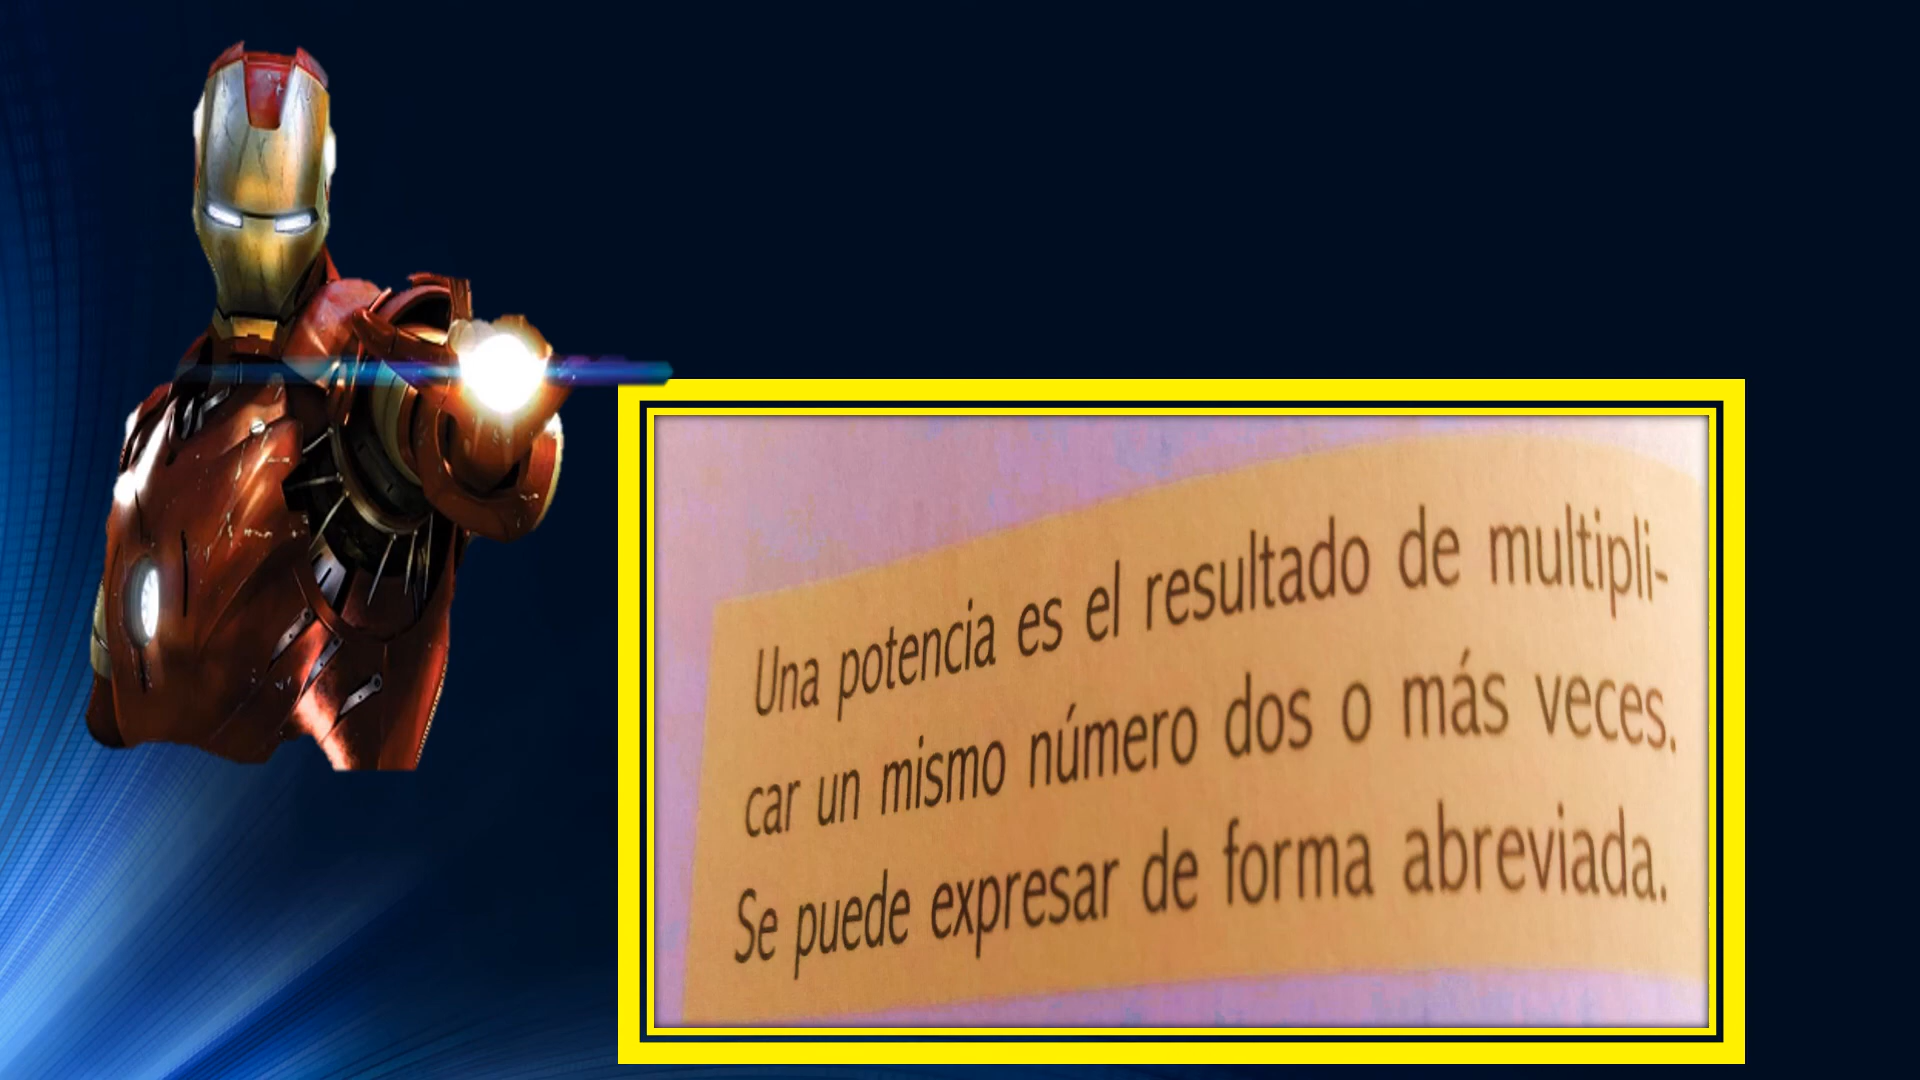 Una potencia es el resultado de multipli-
car un mismo número dos o más veces.
Se puede expresar de forma abreviada.